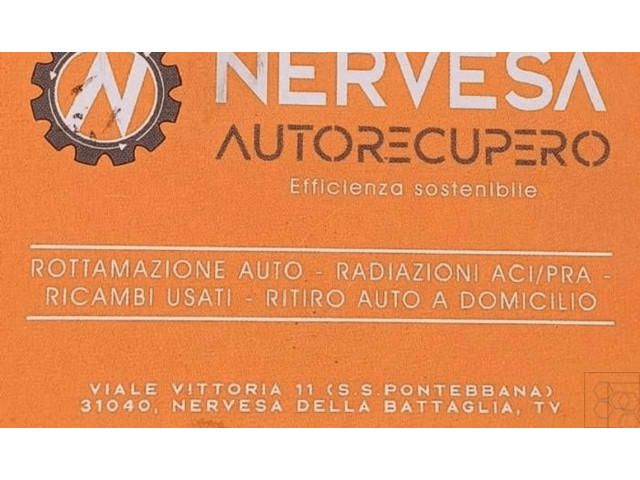 N
NERVESA
AUTORECUPERO
Efficienza sostenibile
ROTTAMAZIONE AUTO - RADIAZIONI ACI/PRA -
RICAMBI USATI - RITIRO AUTO A DOMICILIO
VIALE VITTORIA 11 (S.S.PONTEBBANA)
31040, NERVESA DELLA BATTAGLIA, TV